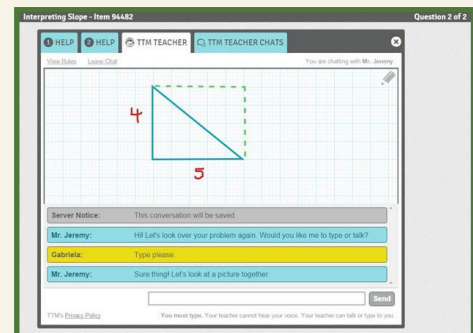 Interpreting Slope - Item 94482
Question 2 of 2
1 HELP 2 HELP TTM TEACHER TTM TEACHER CHATS
View Rules Leave Chat You are chatting with Mr. Jeremy
4
5
Server Notice: This conversation will be saved.
Mr. Jeremy: Hi! Let's look over your problem again. Would you like me to type or talk?
Gabriela: Type please.
Mr. Jeremy: Sure thing! Let's look at a picture together.
Send
TTM's Privacy Policy You must type. Your teacher cannot hear your voice. Your teacher can talk or type to you.